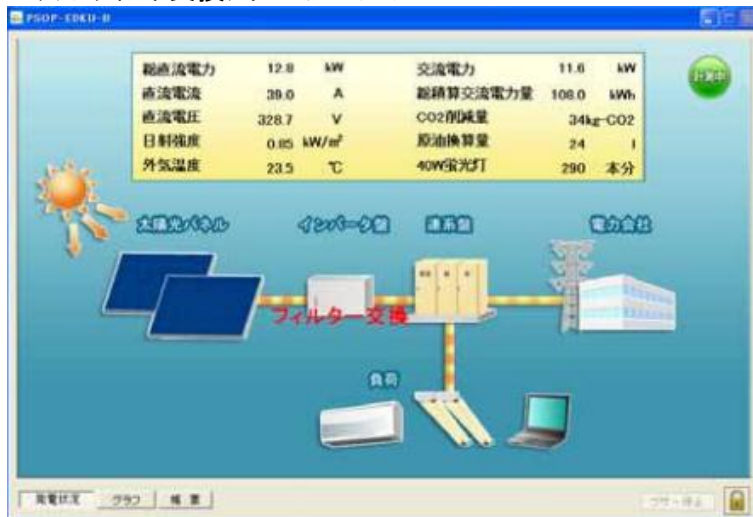 PSOP-EDKU-U
総直流電力 12.8 kW 交流電力 11.6 kW
直流電流 39.0 A 総積算交流電力量 108.0 kWh
直流電圧 328.7 V CO2削減量 34kg-CO2
日射強度 0.85 kW/㎡ 原油換算量 24 l
外気温度 23.5 ℃ 40W蛍光灯 290 本分
計測中
太陽光パネル インバータ盤 連系盤 電力会社
フィルター交換
負荷
発電状況 グラフ 帳票
ブザー停止